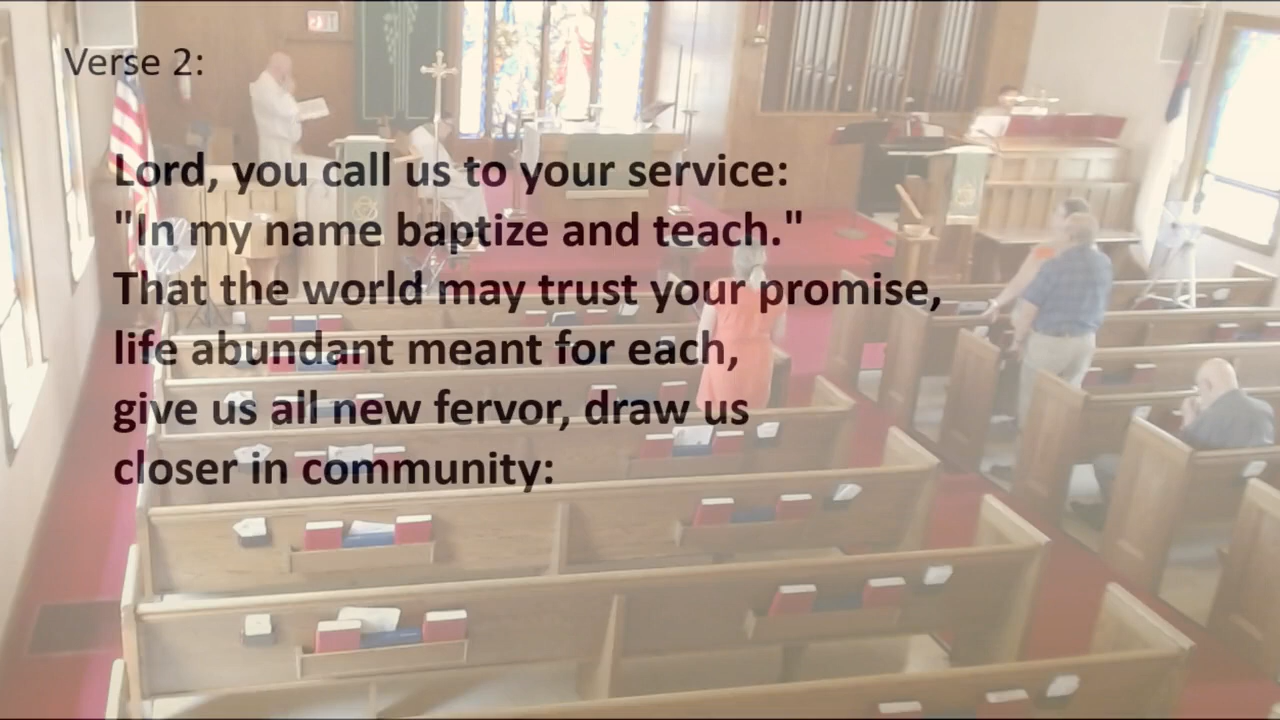 Verse 2:
Lord, you call us to your service:
"In my name baptize and teach."
That the world may trust your promise,
life abundant meant for each,
give us all new fervor, draw us
closer in community: